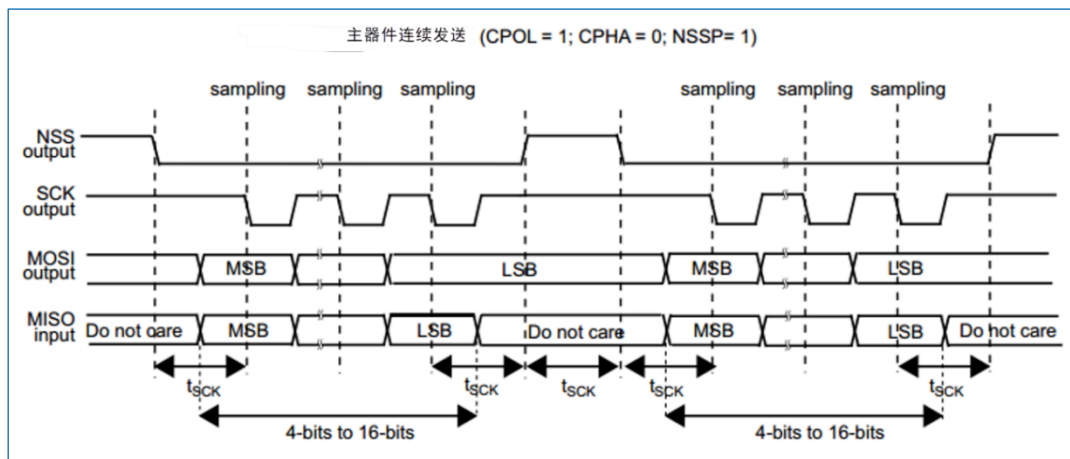 主器件连续发送 (CPOL = 1; CPHA = 0; NSSP= 1)
sampling sampling sampling sampling sampling sampling
NSS
output
SCK
output
MOSI
output
MSB LSB MSB LSB
MISO
input
Do not care MSB LSB Do not care MSB LSB Do not care
tSCK tSCK tSCK tSCK tSCK
4-bits to 16-bits 4-bits to 16-bits